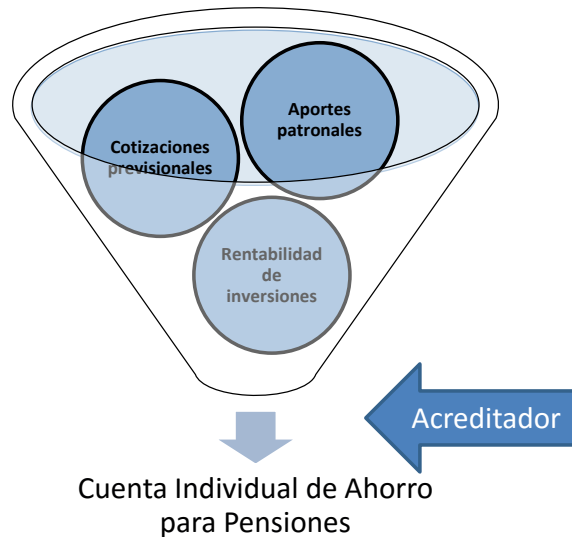 Aportes
patronales
Cotizaciones
previsionales
Rentabilidad
de
inversiones
Acreditador
Cuenta Individual de Ahorro
para Pensiones